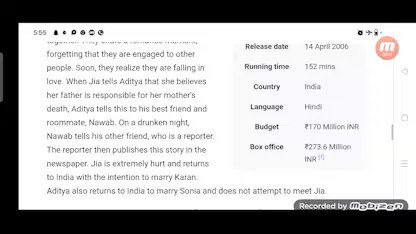 5:55
together. They share a romantic moment,
forgetting that they are engaged to other
people. Soon, they realize they are falling in
love. When Jia tells Aditya that she believes
her father is responsible for her mother's
death, Aditya tells this to his best friend and
roommate, Nawab. On a drunken night,
Nawab tells his other friend, who is a reporter.
The reporter then publishes this story in the
newspaper. Jia is extremely hurt and returns
to India with the intention to marry Karan.
Aditya also returns to India to marry Sonia and does not attempt to meet Jia.
Release date 14 April 2006
Running time 152 mins
Country India
Language Hindi
Budget ₹170 Million INR
Box office ₹273.6 Million
INR [1]
Recorded by Mobizen